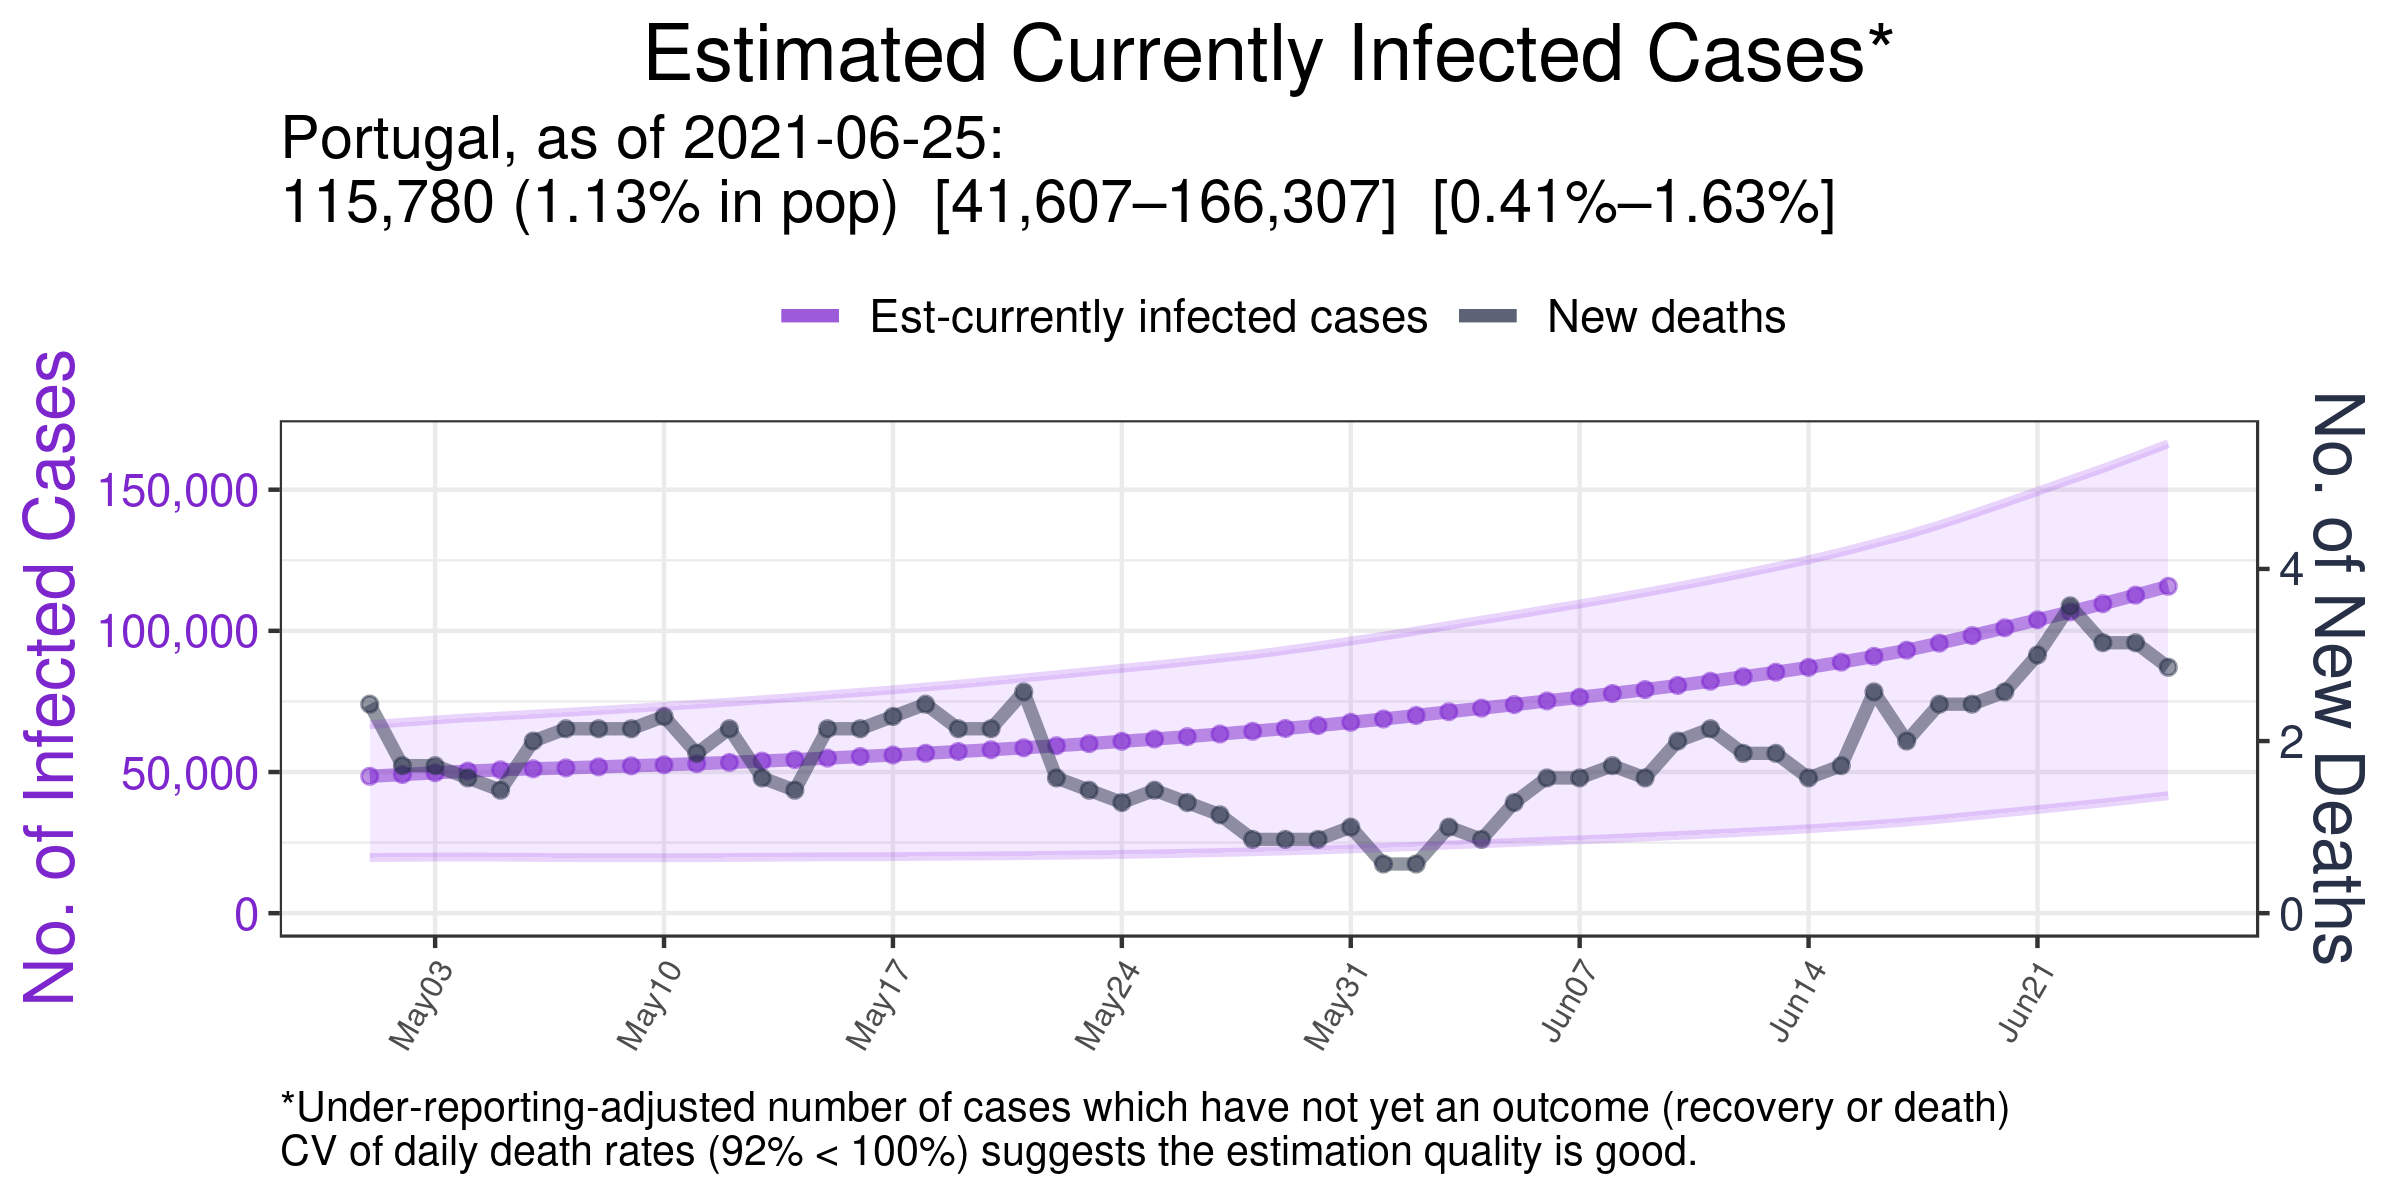 Estimated Currently Infected Cases*
Portugal, as of 2021-06-25:
115,780 (1.13% in pop)  [41,607–166,307]  [0.41%–1.63%]
Est-currently infected cases
New deaths
No. of Infected Cases
150,000
100,000
50,000
0
No. of New Deaths
4
2
0
May03
May10
May17
May24
May31
Jun07
Jun14
Jun21
*Under-reporting-adjusted number of cases which have not yet an outcome (recovery or death)
CV of daily death rates (92% < 100%) suggests the estimation quality is good.